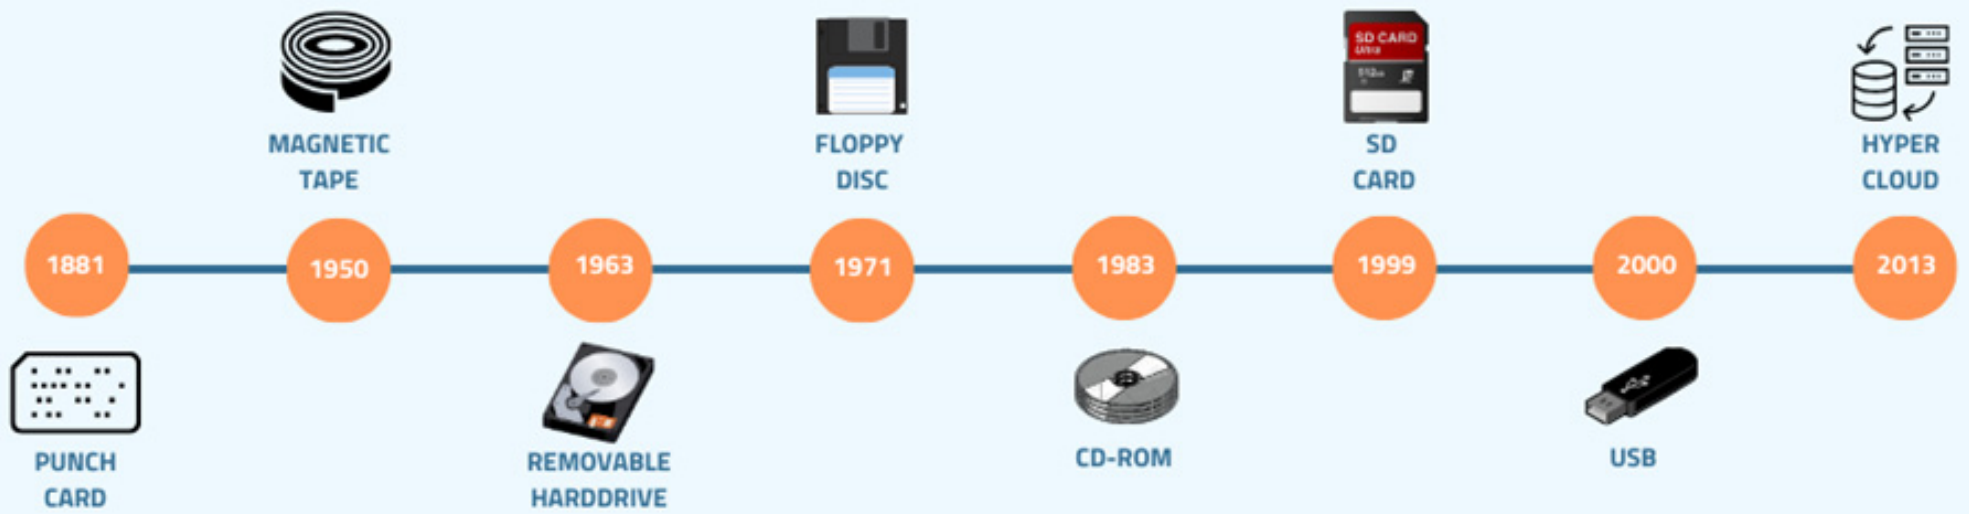 SD CARD
Ultra
MAGNETIC
TAPE
FLOPPY
DISC
SD
CARD
HYPER
CLOUD
1881
1950
1963
1971
1983
1999
2000
2013
PUNCH
CARD
REMOVABLE
HARDDRIVE
CD-ROM
USB